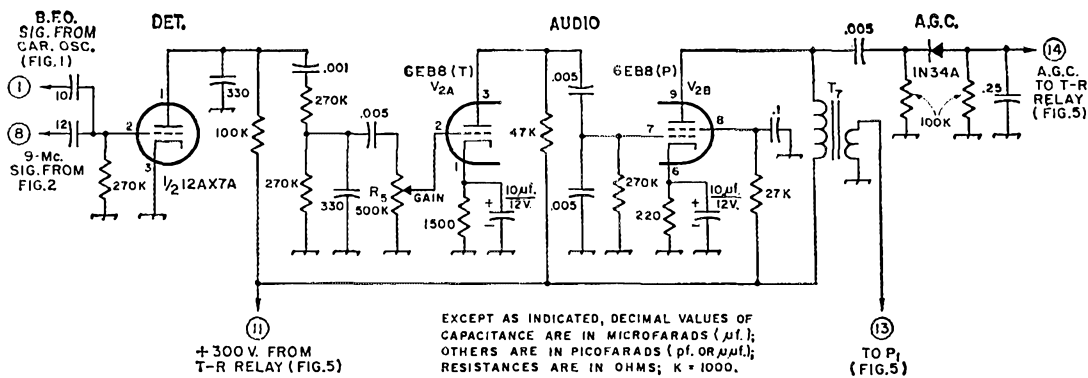 B.F.O.
SIG. FROM
CAR. OSC.
(FIG. 1)
1
10
8
12
9-Mc.
SIG. FROM
FIG. 2
270K
DET.
1
2
3
½ 12AX7A
330
100K
.001
270K
270K
330
.005
R5
500K
GAIN
AUDIO
6EB8 (T)
V2A
3
2
1
1500
10µf.
12V.
+
-
47K
.005
.005
270K
6EB8 (P)
V2B
9
7
8
6
220
10µf.
12V.
+
-
.1
27K
T7
A.G.C.
.005
1N34A
100K
.25
14
A.G.C.
TO T-R
RELAY
(FIG.5)
11
+300 V. FROM
T-R RELAY (FIG.5)
EXCEPT AS INDICATED, DECIMAL VALUES OF
CAPACITANCE ARE IN MICROFARADS (µf.);
OTHERS ARE IN PICOFARADS (pf. OR µµf.);
RESISTANCES ARE IN OHMS; K = 1000.
13
TO P1
(FIG.5)